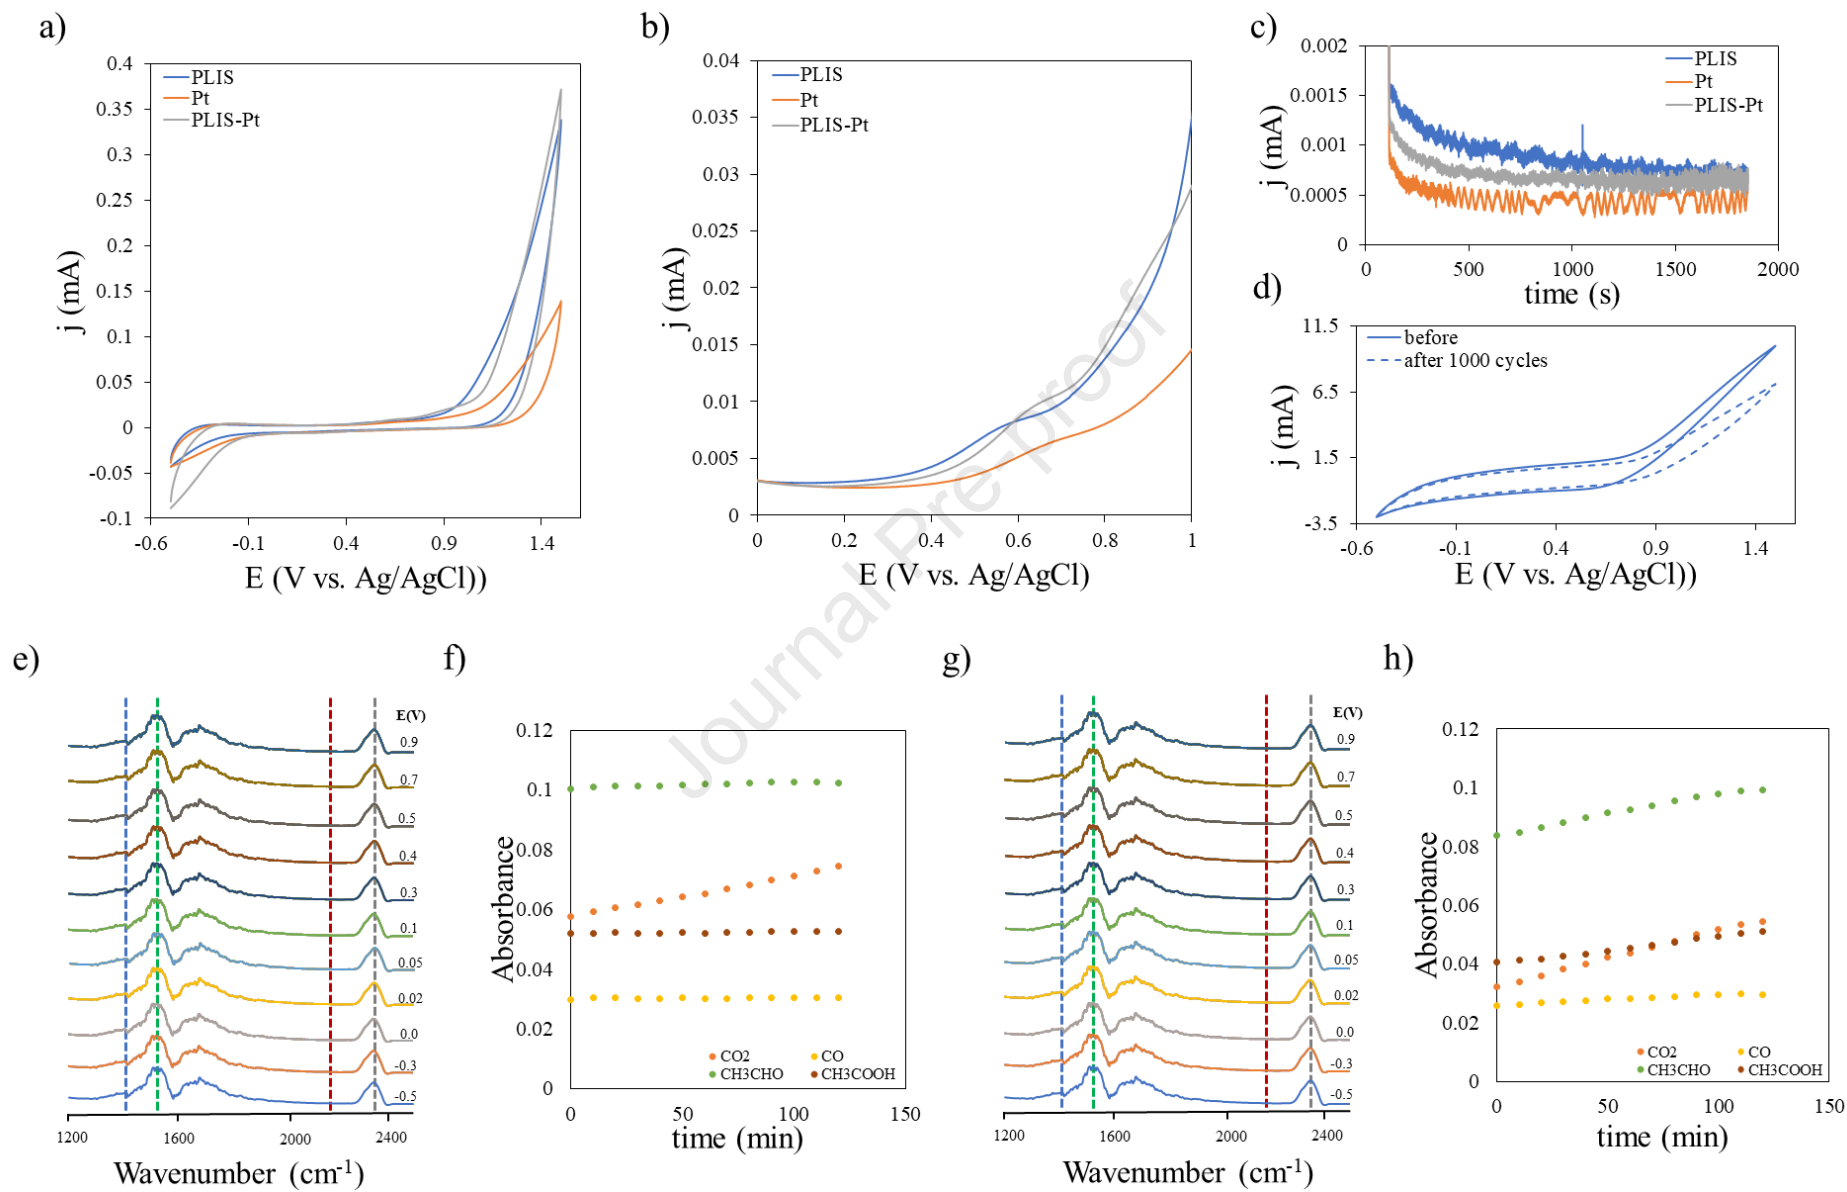 a)
0.4
0.35
0.3
0.25
0.2
0.15
0.1
0.05
0
-0.05
-0.1
-0.6
-0.1
0.4
0.9
1.4
j (mA)
E (V vs. Ag/AgCl))
PLIS
Pt
PLIS-Pt
b)
0.04
0.035
0.03
0.025
0.02
0.015
0.01
0.005
0
0
0.2
0.4
0.6
0.8
1
j (mA)
E (V vs. Ag/AgCl)
PLIS
Pt
PLIS-Pt
c)
0.002
0.0015
0.001
0.0005
0
0
500
1000
1500
2000
j (mA)
time (s)
PLIS
Pt
PLIS-Pt
d)
11.5
6.5
1.5
-3.5
-0.6
-0.1
0.4
0.9
1.4
j (mA)
E (V vs. Ag/AgCl))
before
after 1000 cycles
Journal Pre-proof
e)
E(V)
0.9
0.7
0.5
0.4
0.3
0.1
0.05
0.02
0.0
-0.3
-0.5
1200
1600
2000
2400
Wavenumber (cm-1)
f)
0.12
0.1
0.08
0.06
0.04
0.02
0
0
50
100
150
Absorbance
time (min)
CO2
CO
CH3CHO
CH3COOH
g)
E(V)
0.9
0.7
0.5
0.4
0.3
0.1
0.05
0.02
0.0
-0.3
-0.5
1200
1600
2000
2400
Wavenumber (cm-1)
h)
0.12
0.1
0.08
0.06
0.04
0.02
0
0
50
100
150
Absorbance
time (min)
CO2
CO
CH3CHO
CH3COOH